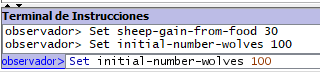 Terminal de Instrucciones
observador> Set sheep-gain-from-food 30
observador> Set initial-number-wolves 100
observador> Set initial-number-wolves 100